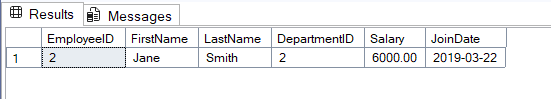 Results Messages
EmployeeID FirstName LastName DepartmentID Salary JoinDate
1 2 Jane Smith 2 6000.00 2019-03-22